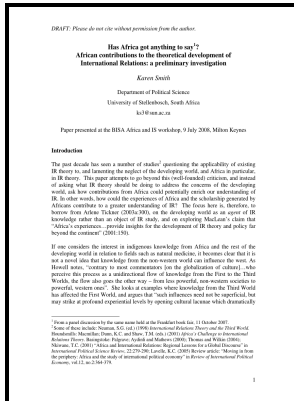 DRAFT: Please do not cite without permission from the author.
Has Africa got anything to say¹?
African contributions to the theoretical development of
International Relations: a preliminary investigation
Karen Smith
Department of Political Science
University of Stellenbosch, South Africa
ks3@sun.ac.za
Paper presented at the BISA Africa and IS workshop, 9 July 2008, Milton Keynes
Introduction
The past decade has seen a number of studies² questioning the applicability of existing
IR theory to, and lamenting the neglect of the developing world, and Africa in particular,
in IR theory. This paper attempts to go beyond this (well-founded) criticism, and instead
of asking what IR theory should be doing to address the concerns of the developing
world, ask how contributions from Africa could potentially enrich our understanding of
IR. In other words, how could the experiences of Africa and the scholarship generated by
Africans contribute to a greater understanding of IR? The focus here is, therefore, to
borrow from Arlene Tickner (2003a:300), on the developing world as an agent of IR
knowledge rather than an object of IR study, and on exploring MacLean's claim that
"Africa's experiences…provide insights for the development of IR theory and policy far
beyond the continent" (2001:150).
If one considers the interest in indigenous knowledge from Africa and the rest of the
developing world in relation to fields such as natural medicine, it becomes clear that it is
not a novel idea that knowledge from the non-western world can influence the west. As
Howell notes, "contrary to most commentators [on the globalization of culture]…who
perceive this process as a unidirectional flow of knowledge from the First to the Third
Worlds, the flow also goes the other way – from less powerful, non-western societies to
powerful, western ones". She looks at examples where knowledge from the Third World
has affected the First World, and argues that "such influences need not be superficial, but
may strike at profound experiential levels by opening cultural lacunae which dramatically
¹ From a panel discussion by the same name held at the Frankfurt book fair, 11 October 2007.
² Some of these include: Neuman, S.G. (ed.) (1998) International Relations Theory and the Third World.
Houndmills: Macmillan; Dunn, K.C. and Shaw, T.M. (eds.) (2001) Africa's Challenge to International
Relations Theory. Basingstoke: Palgrave; Ayoob and Mathews (2000); Thomas and Wilkin (2004);
Nkiwane, T.C. (2001) "Africa and International Relations: Regional Lessons for a Global Discourse" in
International Political Science Review, 22:279-290; Lavelle, K.C. (2005) Review article: "Moving in from
the periphery: Africa and the study of international political economy" in Review of International Political
Economy, vol.12, no.2:364-379.
1